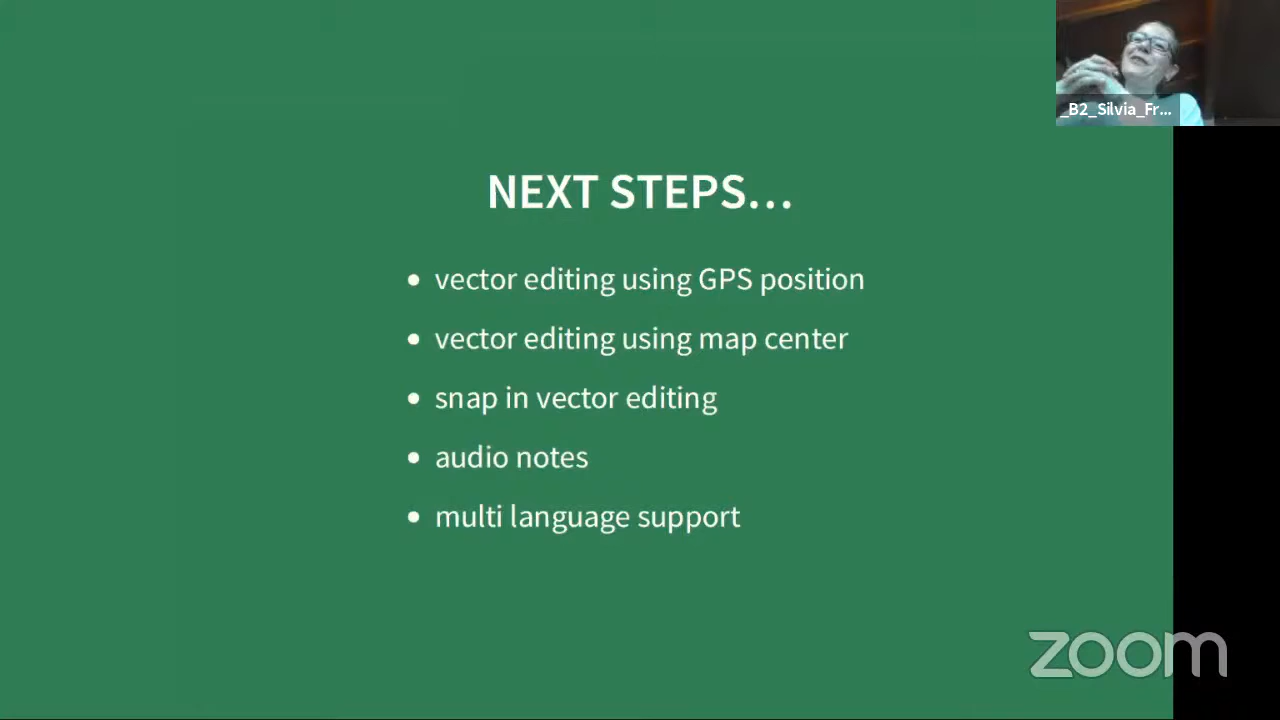 _B2_Silvia_Fr...
NEXT STEPS...
• vector editing using GPS position
• vector editing using map center
• snap in vector editing
• audio notes
• multi language support
zoom